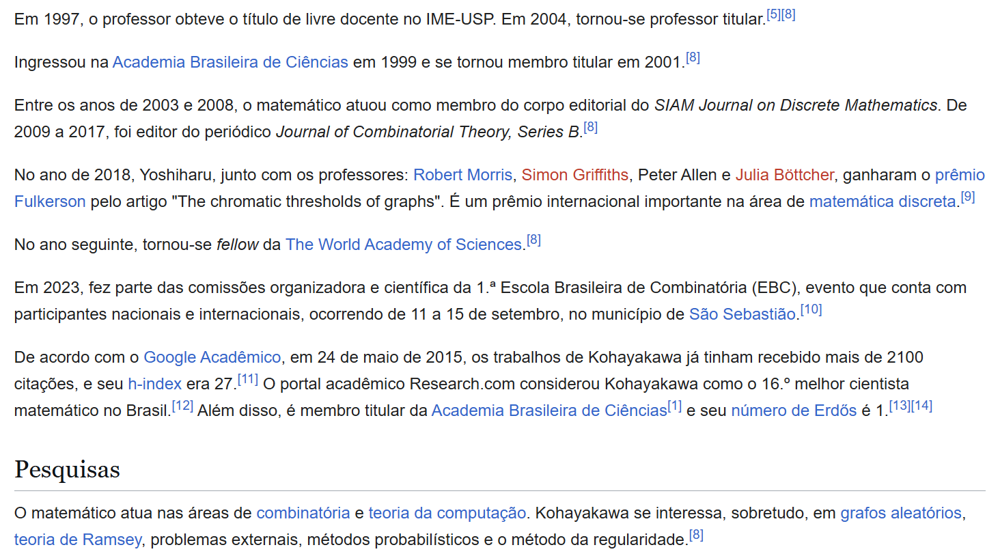 Em 1997, o professor obteve o título de livre docente no IME-USP. Em 2004, tornou-se professor titular.[5][8]
Ingressou na Academia Brasileira de Ciências em 1999 e se tornou membro titular em 2001.[8]
Entre os anos de 2003 e 2008, o matemático atuou como membro do corpo editorial do SIAM Journal on Discrete Mathematics. De
2009 a 2017, foi editor do periódico Journal of Combinatorial Theory, Series B.[8]
No ano de 2018, Yoshiharu, junto com os professores: Robert Morris, Simon Griffiths, Peter Allen e Julia Böttcher, ganharam o prêmio
Fulkerson pelo artigo "The chromatic thresholds of graphs". É um prêmio internacional importante na área de matemática discreta.[9]
No ano seguinte, tornou-se fellow da The World Academy of Sciences.[8]
Em 2023, fez parte das comissões organizadora e científica da 1.ª Escola Brasileira de Combinatória (EBC), evento que conta com
participantes nacionais e internacionais, ocorrendo de 11 a 15 de setembro, no município de São Sebastião.[10]
De acordo com o Google Acadêmico, em 24 de maio de 2015, os trabalhos de Kohayakawa já tinham recebido mais de 2100
citações, e seu h-index era 27.[11] O portal acadêmico Research.com considerou Kohayakawa como o 16.º melhor cientista
matemático no Brasil.[12] Além disso, é membro titular da Academia Brasileira de Ciências[1] e seu número de Erdős é 1.[13][14]
Pesquisas
O matemático atua nas áreas de combinatória e teoria da computação. Kohayakawa se interessa, sobretudo, em grafos aleatórios,
teoria de Ramsey, problemas externais, métodos probabilísticos e o método da regularidade.[8]